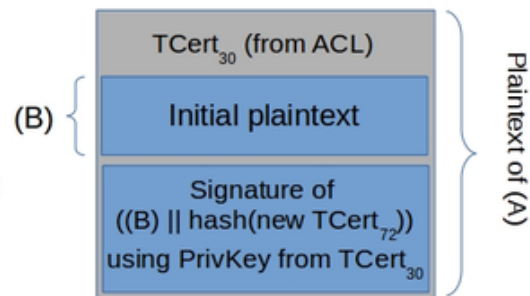 TCert30 (from ACL)
(B)
Initial plaintext
Signature of
((B) || hash(new TCert72))
using PrivKey from TCert30
Plaintext of (A)